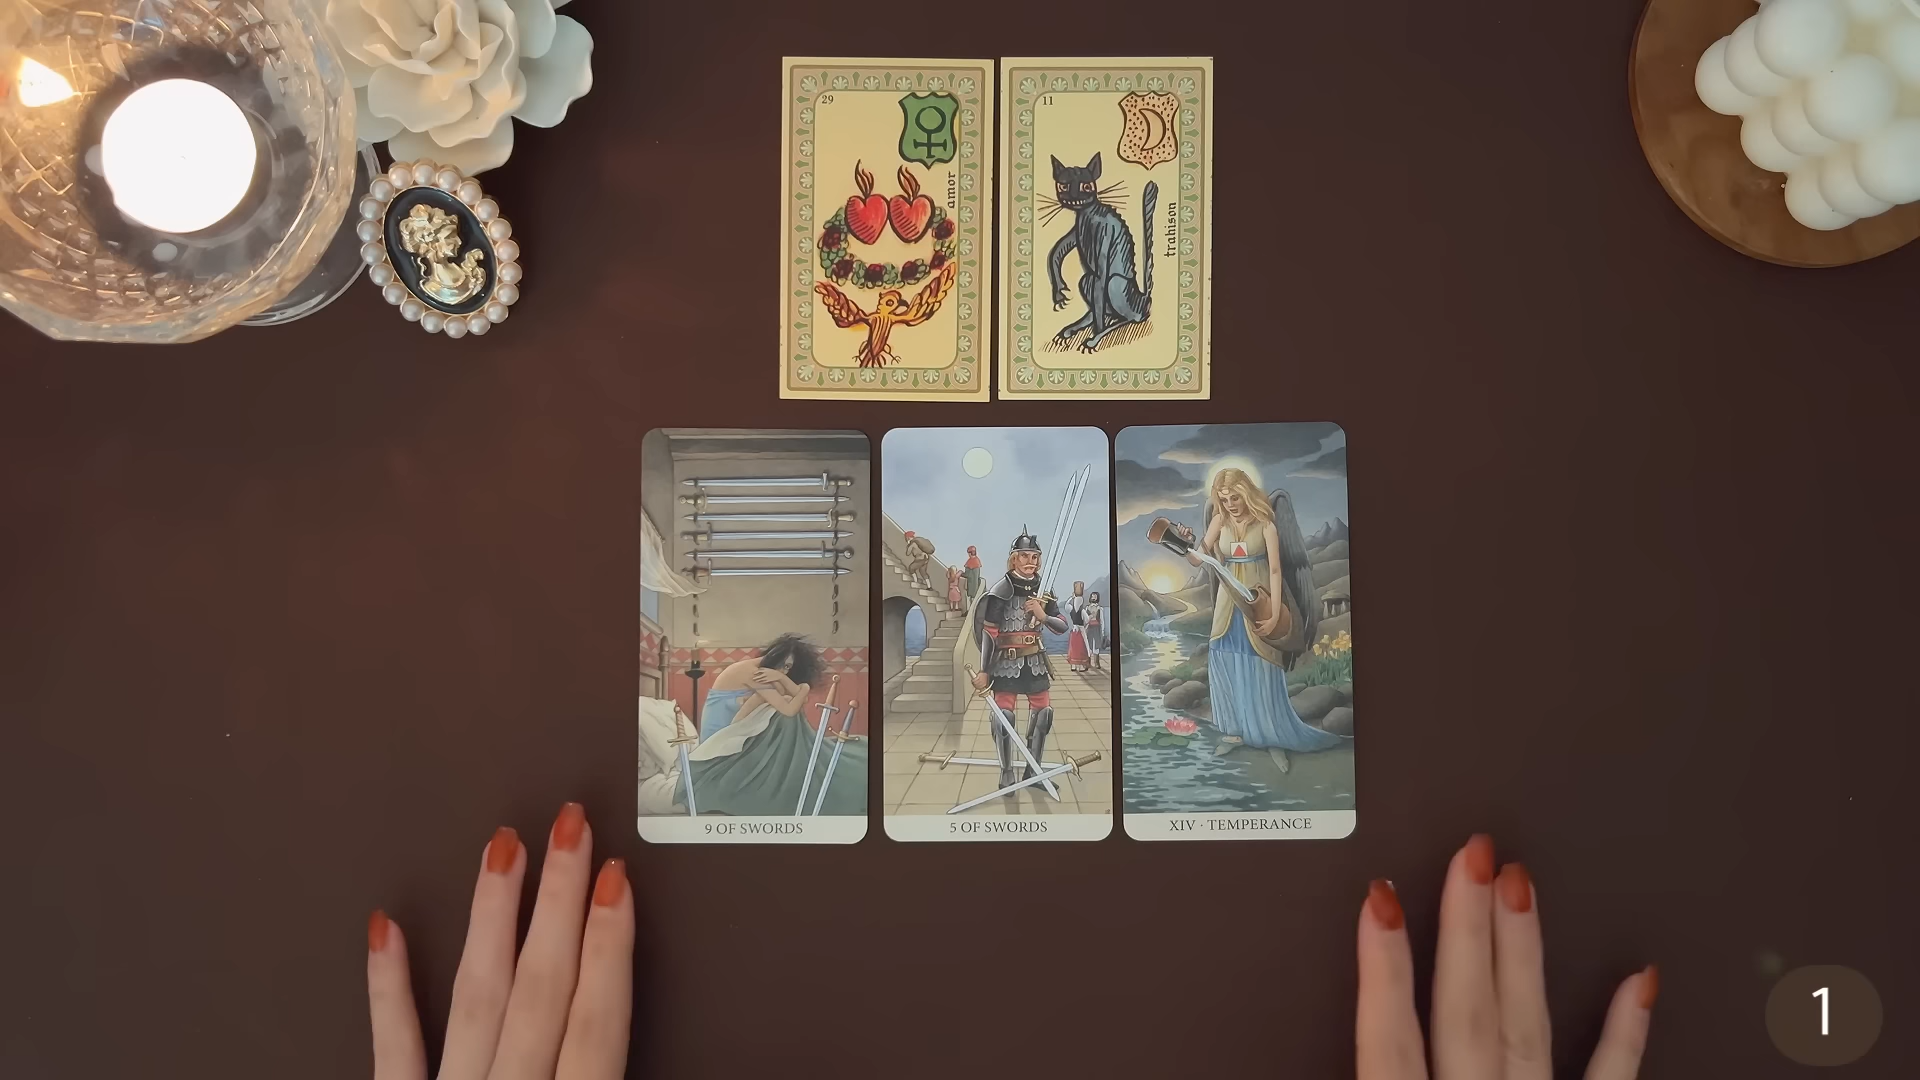 29
amor
11
trahison
9 OF SWORDS
5 OF SWORDS
XIV · TEMPERANCE
1